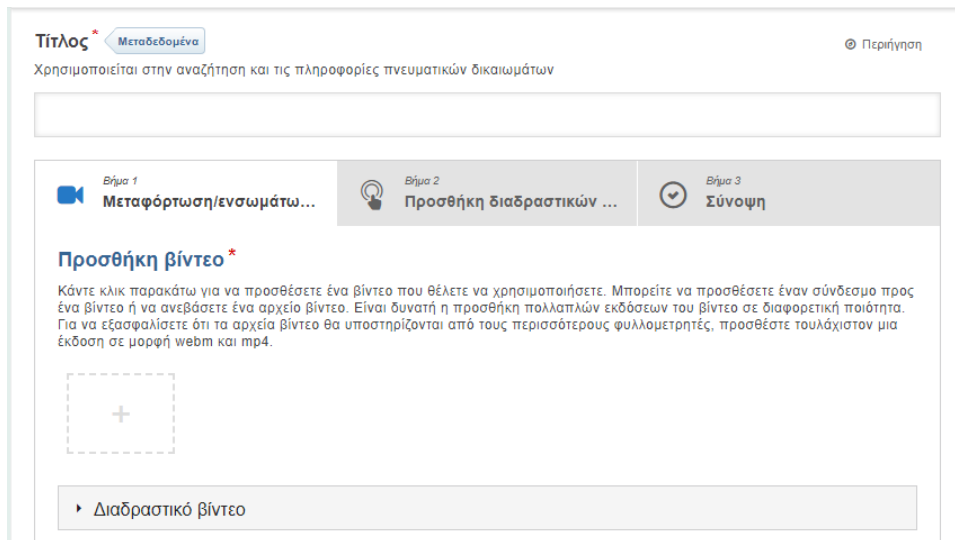 Τίτλος * Μεταδεδομένα
Περιήγηση
Χρησιμοποιείται στην αναζήτηση και τις πληροφορίες πνευματικών δικαιωμάτων
Βήμα 1
Μεταφόρτωση/ενσωμάτω...
Βήμα 2
Προσθήκη διαδραστικών ...
Βήμα 3
Σύνοψη
Προσθήκη βίντεο *
Κάντε κλικ παρακάτω για να προσθέσετε ένα βίντεο που θέλετε να χρησιμοποιήσετε. Μπορείτε να προσθέσετε έναν σύνδεσμο προς
ένα βίντεο ή να ανεβάσετε ένα αρχείο βίντεο. Είναι δυνατή η προσθήκη πολλαπλών εκδόσεων του βίντεο σε διαφορετική ποιότητα.
Για να εξασφαλίσετε ότι τα αρχεία βίντεο θα υποστηρίζονται από τους περισσότερους φυλλομετρητές, προσθέστε τουλάχιστον μια
έκδοση σε μορφή webm και mp4.
+
Διαδραστικό βίντεο